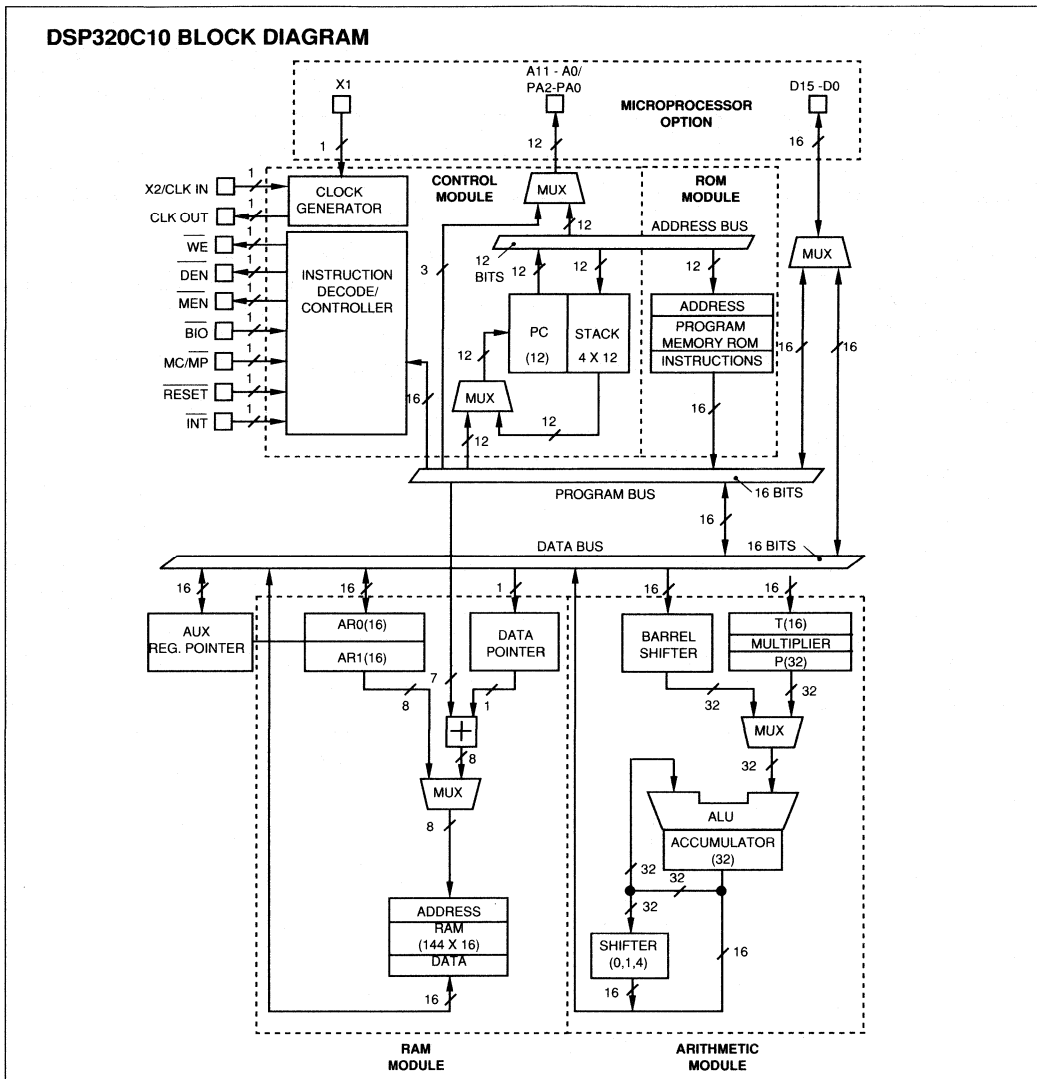 DSP320C10 BLOCK DIAGRAM
X1
A11 - A0/
PA2-PA0
D15 -D0
MICROPROCESSOR
OPTION
1
12
16
X2/CLK IN
1
CLK OUT
1
WE
1
DEN
1
MEN
1
BIO
1
MC/MP
1
RESET
1
INT
1
CLOCK
GENERATOR
INSTRUCTION
DECODE/
CONTROLLER
CONTROL
MODULE
MUX
ROM
MODULE
12
ADDRESS BUS
MUX
3
12
BITS
12
12
12
PC
(12)
STACK
4 X 12
ADDRESS
PROGRAM
MEMORY ROM
INSTRUCTIONS
16
16
12
MUX
16
12
12
16
PROGRAM BUS
16 BITS
16
DATA BUS
16 BITS
16
16
1
16
16
AUX
REG. POINTER
AR0(16)
AR1(16)
DATA
POINTER
BARREL
SHIFTER
T(16)
MULTIPLIER
P(32)
8
7
1
32
32
+
8
MUX
MUX
8
32
ALU
ACCUMULATOR
(32)
32
32
32
ADDRESS
RAM
(144 X 16)
DATA
SHIFTER
(0,1,4)
16
16
16
RAM
MODULE
ARITHMETIC
MODULE